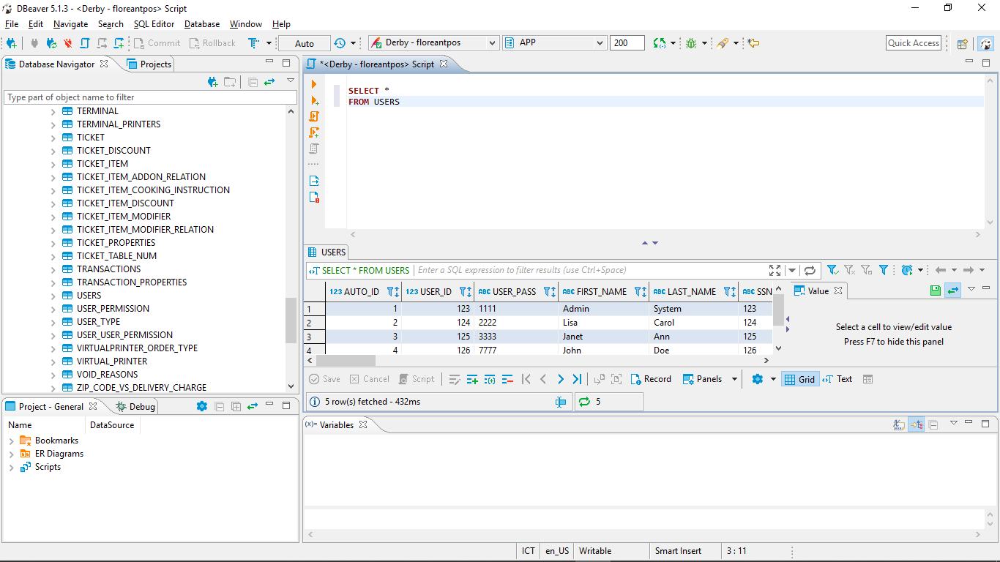 DBeaver 5.1.3 - <Derby - floreantpos> Script
File Edit Navigate Search SQL Editor Database Window Help
Commit Rollback Auto Derby - floreantpos APP 200 Quick Access
Database Navigator Projects
Type part of object name to filter
TERMINAL
TERMINAL_PRINTERS
TICKET
TICKET_DISCOUNT
TICKET_ITEM
TICKET_ITEM_ADDON_RELATION
TICKET_ITEM_COOKING_INSTRUCTION
TICKET_ITEM_DISCOUNT
TICKET_ITEM_MODIFIER
TICKET_ITEM_MODIFIER_RELATION
TICKET_PROPERTIES
TICKET_TABLE_NUM
TRANSACTIONS
TRANSACTION_PROPERTIES
USERS
USER_PERMISSION
USER_TYPE
USER_USER_PERMISSION
VIRTUALPRINTER_ORDER_TYPE
VIRTUAL_PRINTER
VOID_REASONS
ZIP_CODE_VS_DELIVERY_CHARGE
Project - General Debug
Name DataSource
Bookmarks
ER Diagrams
Scripts
*<Derby - floreantpos> Script
SELECT *
FROM USERS
USERS
SELECT * FROM USERS Enter a SQL expression to filter results (use Ctrl+Space)
123 AUTO_ID 123 USER_ID ABC USER_PASS ABC FIRST_NAME ABC LAST_NAME ABC SSN
1 1 123 1111 Admin System 123
2 2 124 2222 Lisa Carol 124
3 3 125 3333 Janet Ann 125
4 4 126 7777 John Doe 126
Value
Select a cell to view/edit value
Press F7 to hide this panel
Save Cancel Script Record Panels Grid Text
5 row(s) fetched - 432ms 5
(x)= Variables
ICT en_US Writable Smart Insert 3 : 11